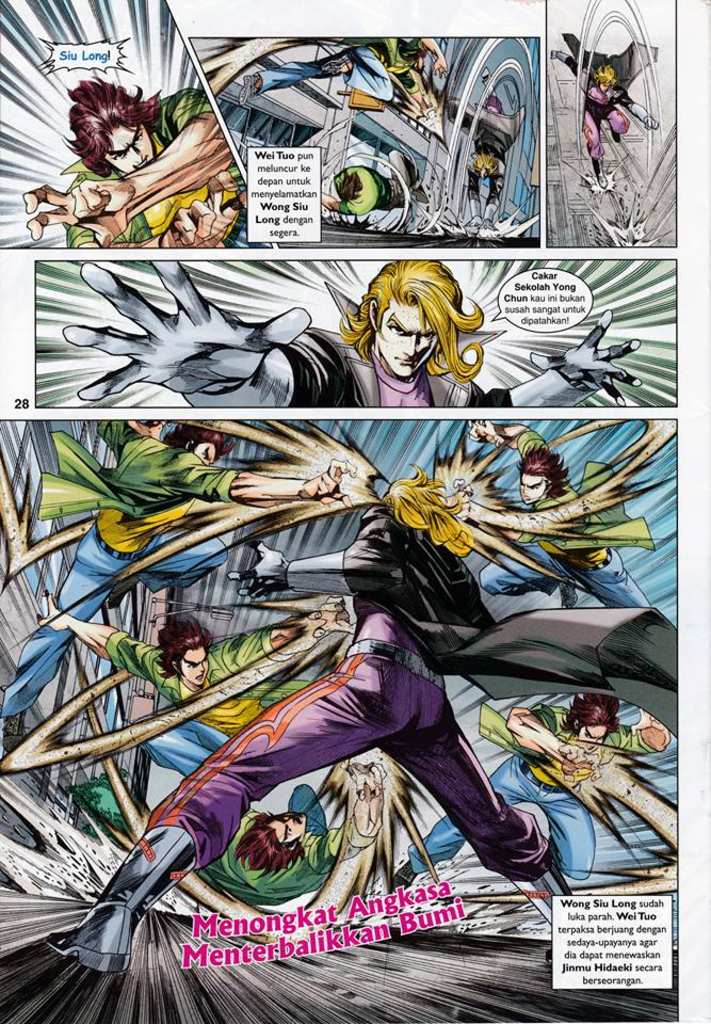 Siu Long!
Wei Tuo pun
meluncur ke
depan untuk
menyelamatkan
Wong Siu
Long dengan
segera.
Cakar
Sekolah Yong
Chun kau ini bukan
susah sangat untuk
dipatahkan!
28
Menongkat Angkasa
Menterbalikkan Bumi
Wong Siu Long sudah
luka parah. Wei Tuo
terpaksa berjuang dengan
sedaya-upayanya agar
dia dapat menewaskan
Jinmu Hidaeki secara
berseorangan.